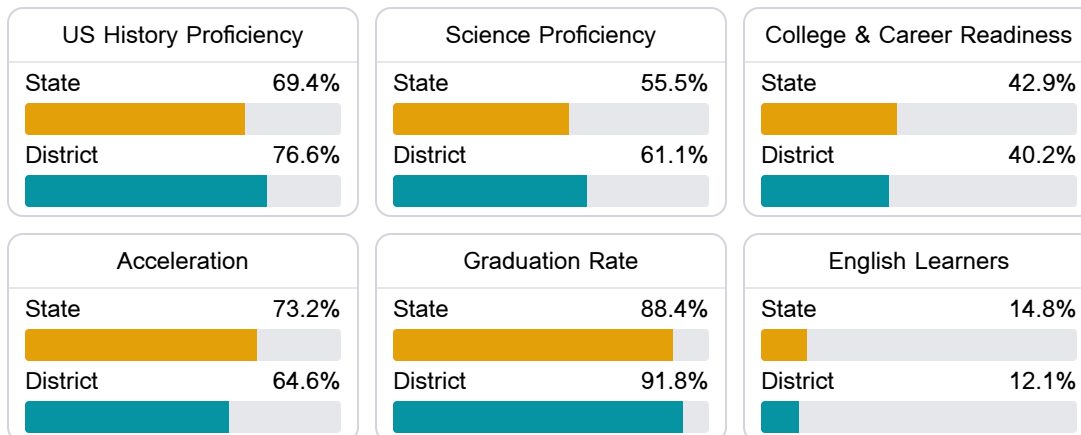 US History Proficiency
State 69.4%
District 76.6%
Science Proficiency
State 55.5%
District 61.1%
College & Career Readiness
State 42.9%
District 40.2%
Acceleration
State 73.2%
District 64.6%
Graduation Rate
State 88.4%
District 91.8%
English Learners
State 14.8%
District 12.1%